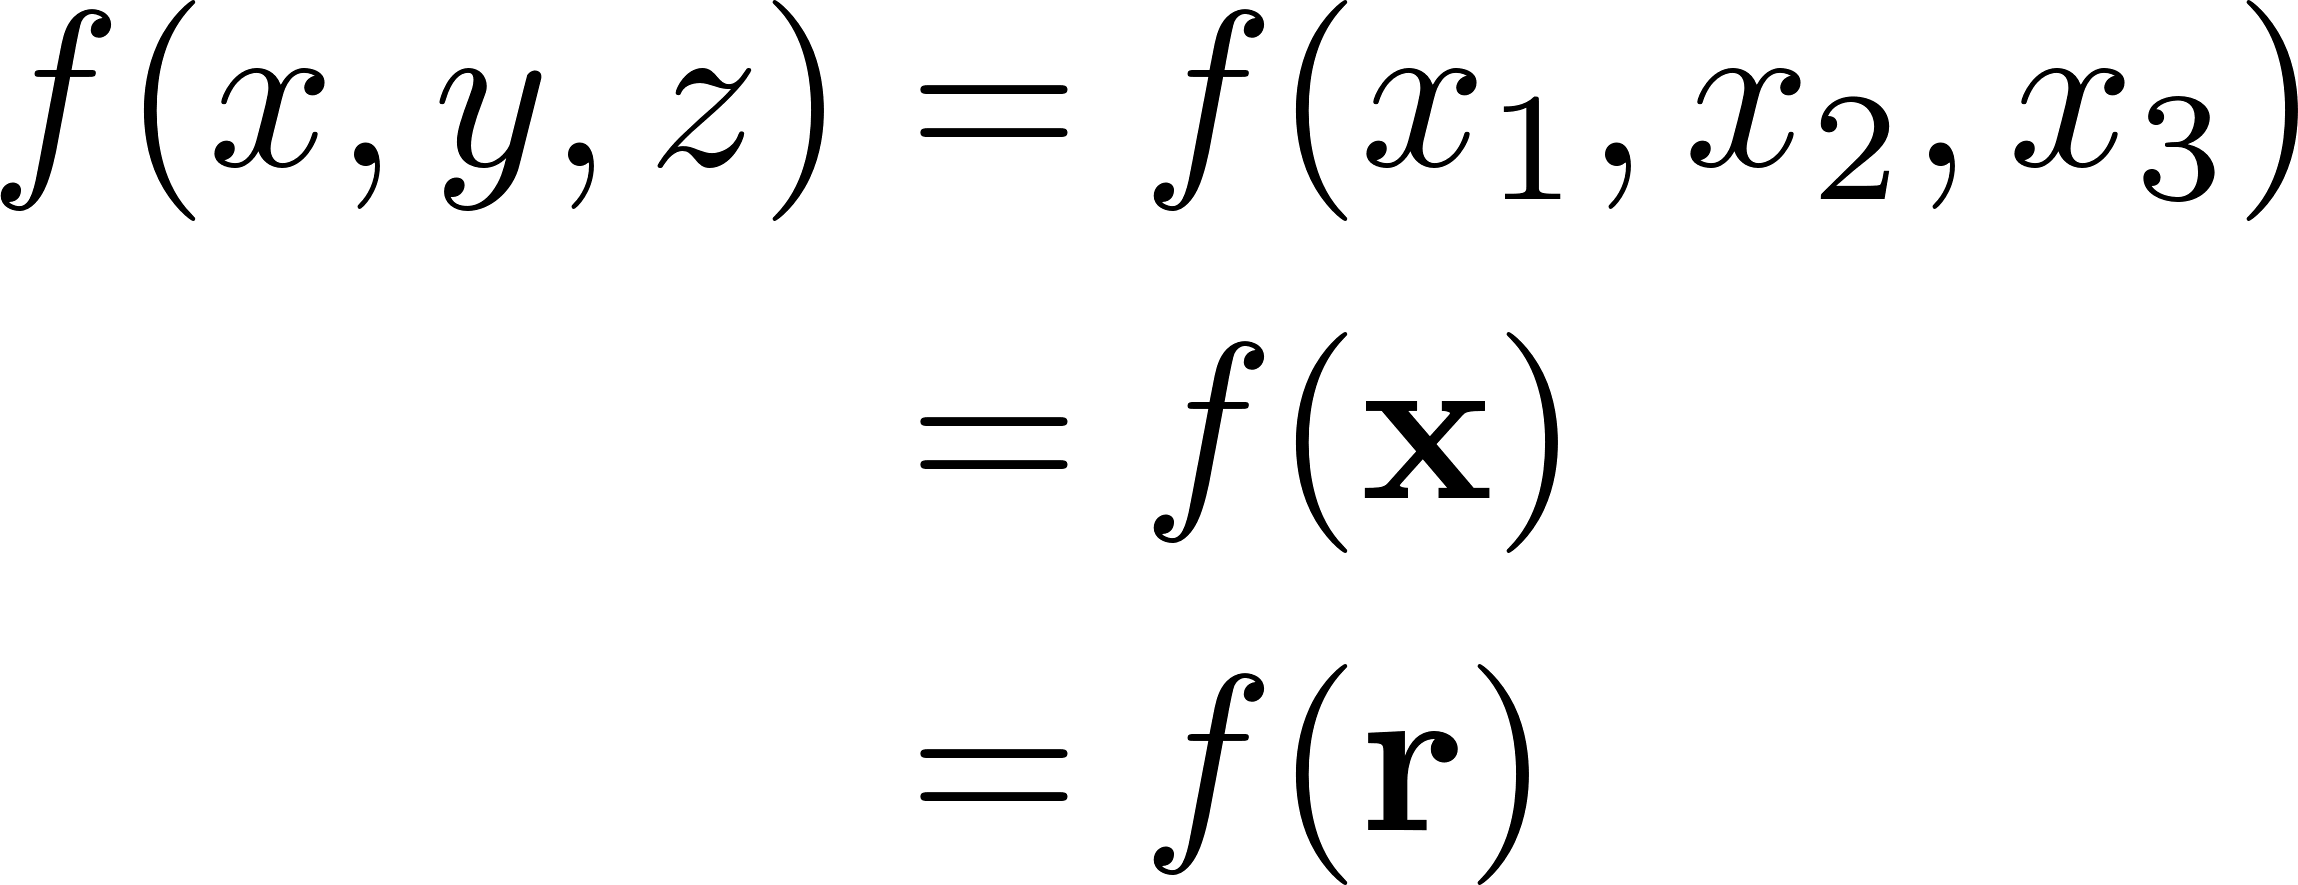 f(x, y, z) = f(x₁, x₂, x₃)
= f(𝐱)
= f(𝐫)